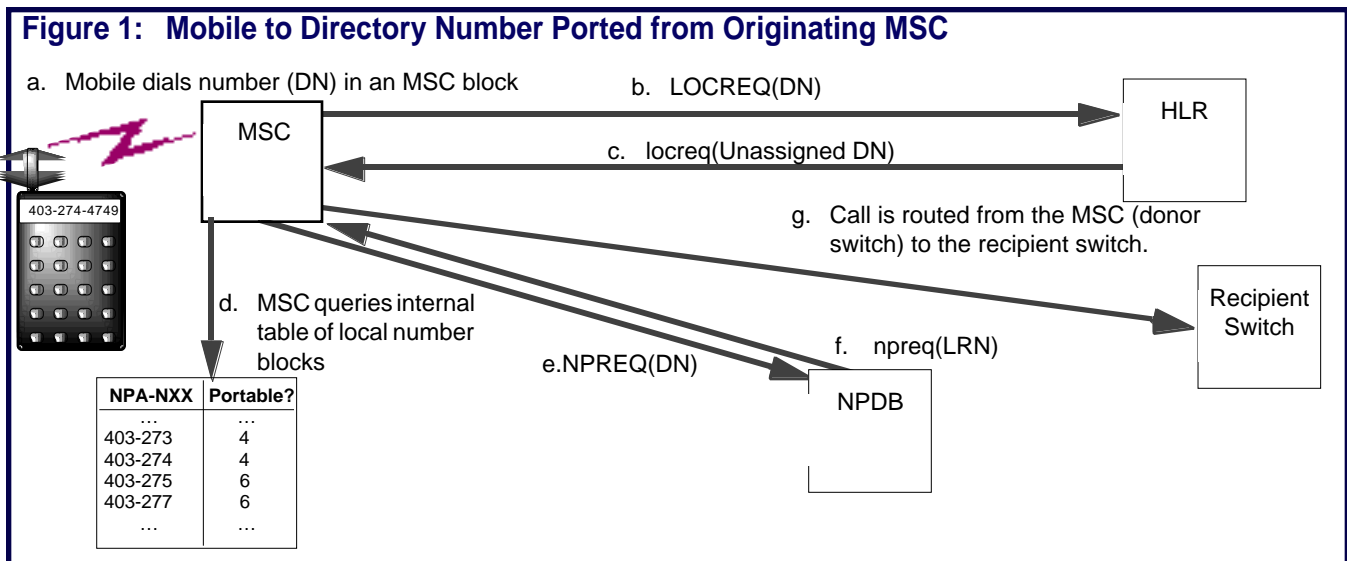 Figure 1: Mobile to Directory Number Ported from Originating MSC
a. Mobile dials number (DN) in an MSC block
b. LOCREQ(DN)
MSC
HLR
c. locreq(Unassigned DN)
403-274-4749
g. Call is routed from the MSC (donor
switch) to the recipient switch.
d. MSC queries internal
table of local number
blocks
Recipient
Switch
e.NPREQ(DN)
f. npreq(LRN)
NPDB
NPA-NXX Portable?
… …
403-273 4
403-274 4
403-275 6
403-277 6
… …